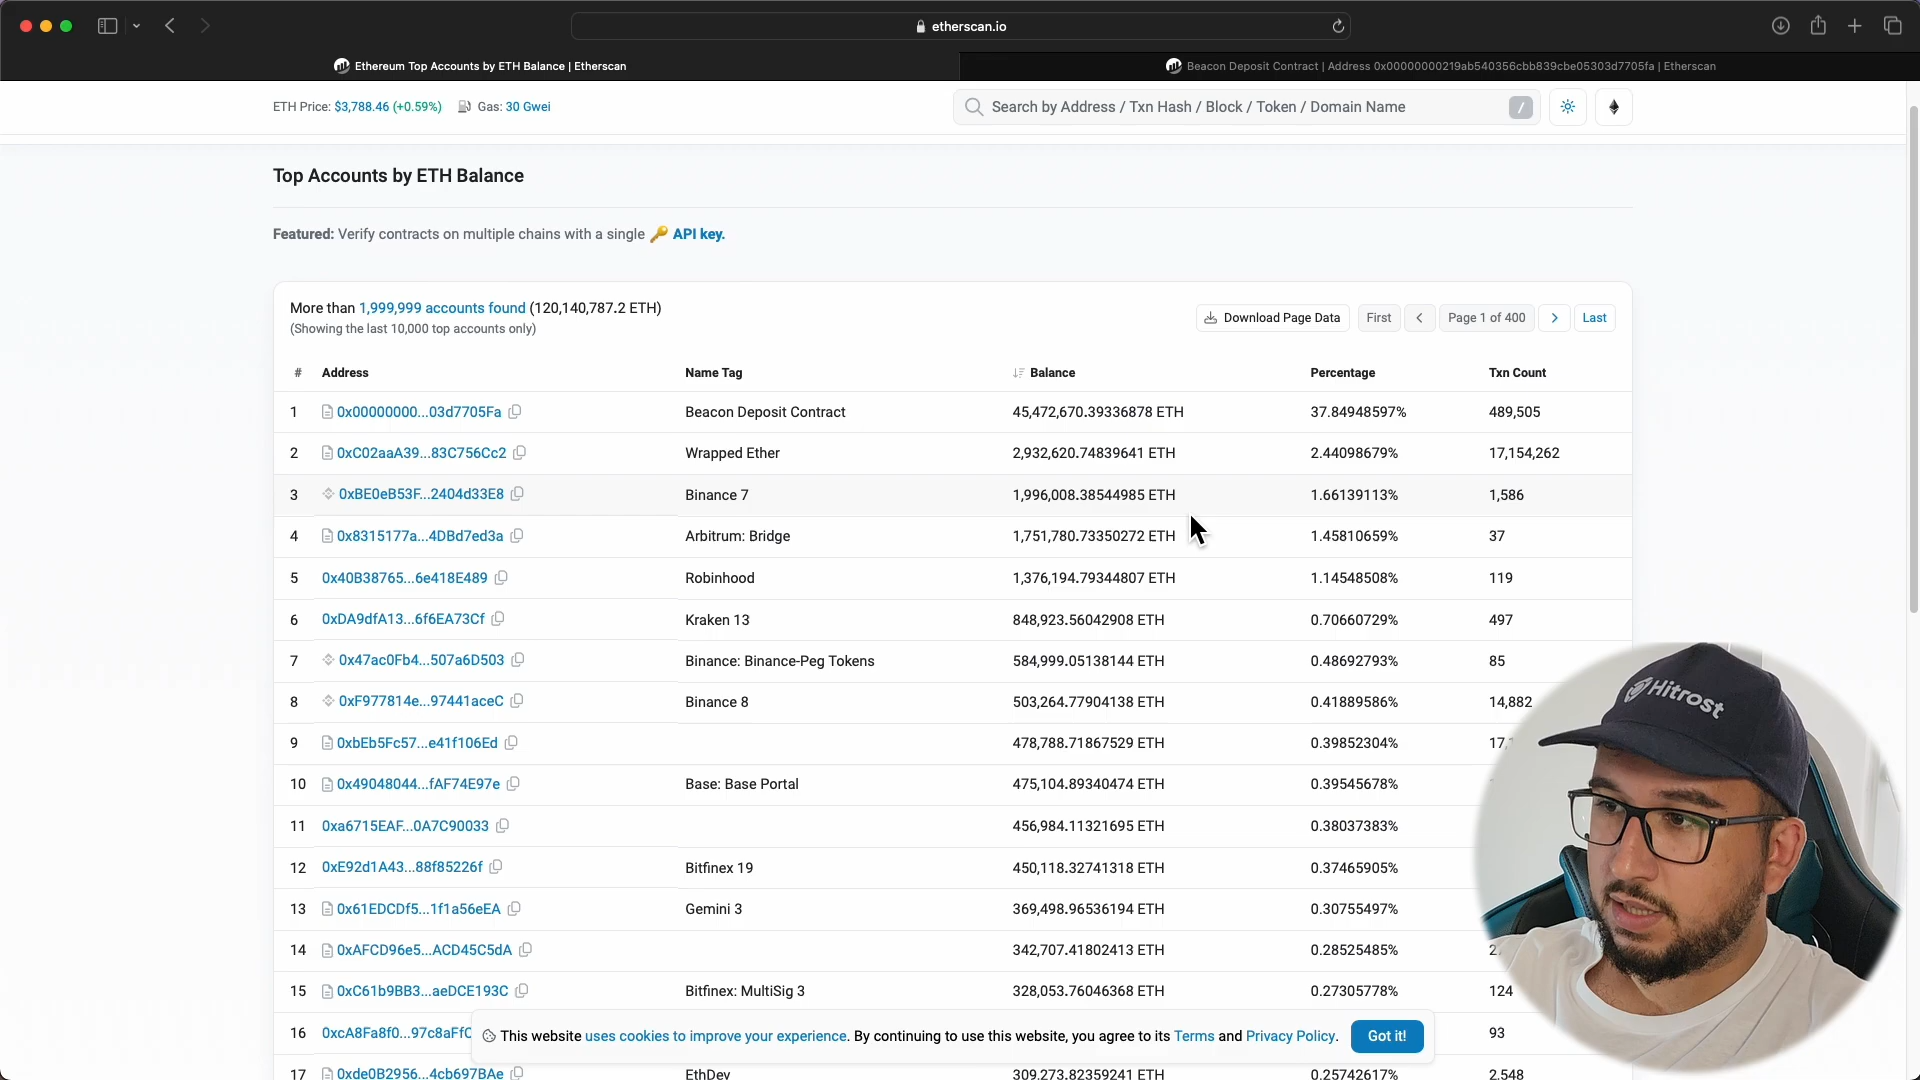 etherscan.io
Ethereum Top Accounts by ETH Balance | Etherscan
Beacon Deposit Contract | Address 0x00000000219ab540356cbb839cbe05303d7705fa | Etherscan
ETH Price: $3,788.46 (+0.59%) Gas: 30 Gwei
Search by Address / Txn Hash / Block / Token / Domain Name /
Top Accounts by ETH Balance
Featured: Verify contracts on multiple chains with a single 🔑 API key.
More than 1,999,999 accounts found (120,140,787.2 ETH)
(Showing the last 10,000 top accounts only)
Download Page Data First Page 1 of 400 Last
# Address Name Tag Balance Percentage Txn Count
1 0x00000000...03d7705Fa Beacon Deposit Contract 45,472,670.39336878 ETH 37.84948597% 489,505
2 0xC02aaA39...83C756Cc2 Wrapped Ether 2,932,620.74839641 ETH 2.44098679% 17,154,262
3 0xBE0eB53F...2404d33E8 Binance 7 1,996,008.38544985 ETH 1.66139113% 1,586
4 0x8315177a...4DBd7ed3a Arbitrum: Bridge 1,751,780.73350272 ETH 1.45810659% 37
5 0x40B38765...6e418E489 Robinhood 1,376,194.79344807 ETH 1.14548508% 119
6 0xDA9dfA13...6f6EA73Cf Kraken 13 848,923.56042908 ETH 0.70660729% 497
7 0x47ac0Fb4...507a6D503 Binance: Binance-Peg Tokens 584,999.05138144 ETH 0.48692793% 85
8 0xF977814e...97441aceC Binance 8 503,264.77904138 ETH 0.41889586% 14,882
9 0xbEb5Fc57...e41f106Ed 478,788.71867529 ETH 0.39852304%
10 0x49048044...fAF74E97e Base: Base Portal 475,104.89340474 ETH 0.39545678%
11 0xa6715EAF...0A7C90033 456,984.11321695 ETH 0.38037383%
12 0xE92d1A43...88f85226f Bitfinex 19 450,118.32741318 ETH 0.37465905%
13 0x61EDCDf5...1f1a56eEA Gemini 3 369,498.96536194 ETH 0.30755497%
14 0xAFCD96e5...ACD45C5dA 342,707.41802413 ETH 0.28525485%
15 0xC61b9BB3...aeDCE193C Bitfinex: MultiSig 3 328,053.76046368 ETH 0.27305778% 124
16 0xcA8Fa8f0...97c8aFfC 93
This website uses cookies to improve your experience. By continuing to use this website, you agree to its Terms and Privacy Policy. Got it!
17 0xde0B2956...4cb697BAe EthDev 309,273.82359241 ETH 0.25742617% 2,548
Hitrost